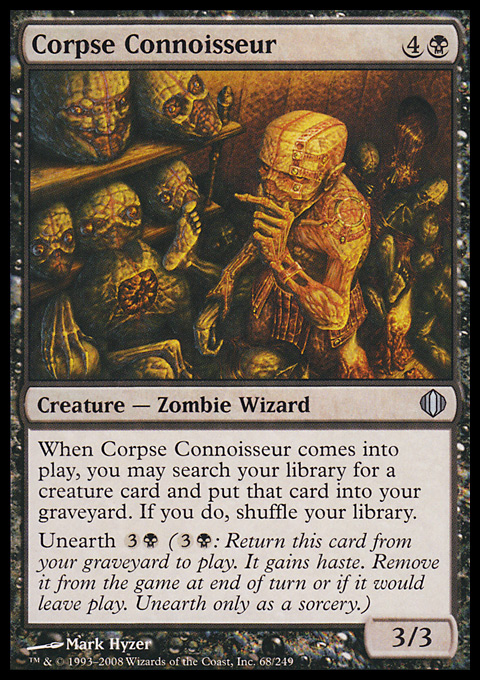 Corpse Connoisseur 4
Creature — Zombie Wizard
When Corpse Connoisseur comes into
play, you may search your library for a
creature card and put that card into your
graveyard. If you do, shuffle your library.
Unearth 3 (3: Return this card from
your graveyard to play. It gains haste. Remove
it from the game at end of turn or if it would
leave play. Unearth only as a sorcery.)
3/3
Mark Hyzer
™ & © 1993–2008 Wizards of the Coast, Inc. 68/249